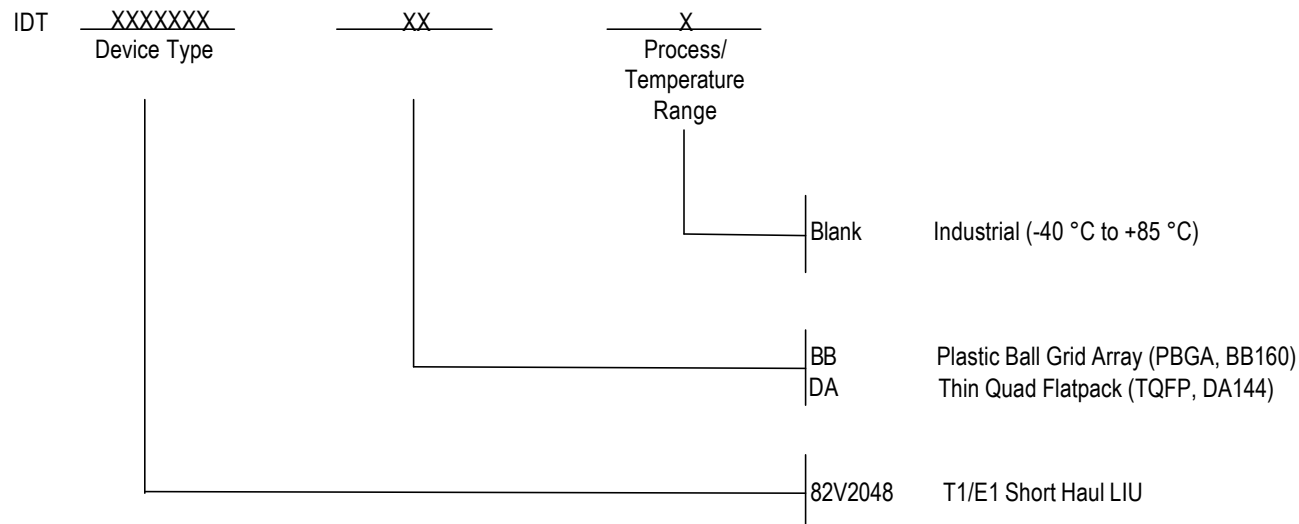 IDT XXXXXXX XX X
Device Type Process/
Temperature
Range
Blank Industrial (-40 °C to +85 °C)
BB Plastic Ball Grid Array (PBGA, BB160)
DA Thin Quad Flatpack (TQFP, DA144)
82V2048 T1/E1 Short Haul LIU